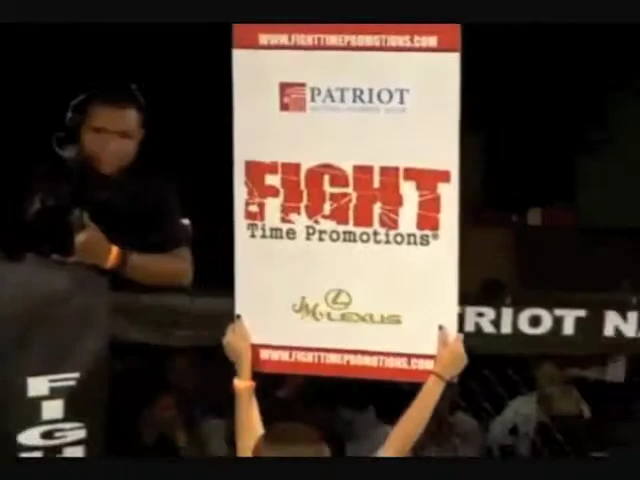 WWW.FIGHTTIMEPROMOTIONS.COM
PATRIOT
FIGHT
Time Promotions®
JM LEXUS
WWW.FIGHTTIMEPROMOTIONS.COM
RIOT N
FIGH